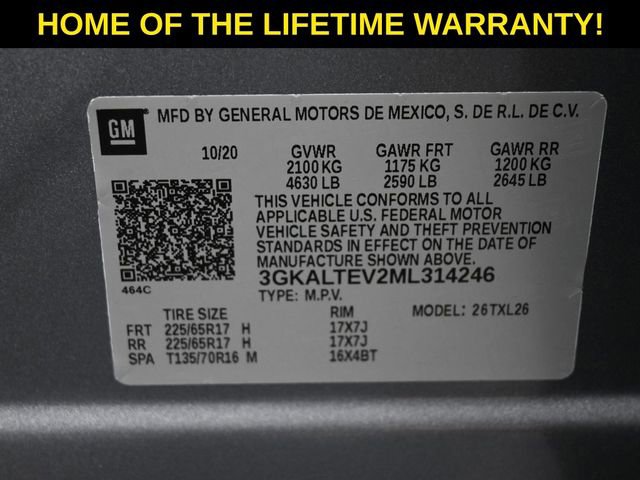 HOME OF THE LIFETIME WARRANTY!
GM MFD BY GENERAL MOTORS DE MEXICO, S. DE R.L. DE C.V.
10/20 GVWR GAWR FRT GAWR RR
2100 KG 1175 KG 1200 KG
4630 LB 2590 LB 2645 LB
THIS VEHICLE CONFORMS TO ALL
APPLICABLE U.S. FEDERAL MOTOR
VEHICLE SAFETY AND THEFT PREVENTION
STANDARDS IN EFFECT ON THE DATE OF
MANUFACTURE SHOWN ABOVE.
464C 3GKALTEV2ML314246
TYPE: M.P.V.
TIRE SIZE RIM MODEL: 26TXL26
FRT 225/65R17 H 17X7J
RR 225/65R17 H 17X7J
SPA T135/70R16 M 16X4BT